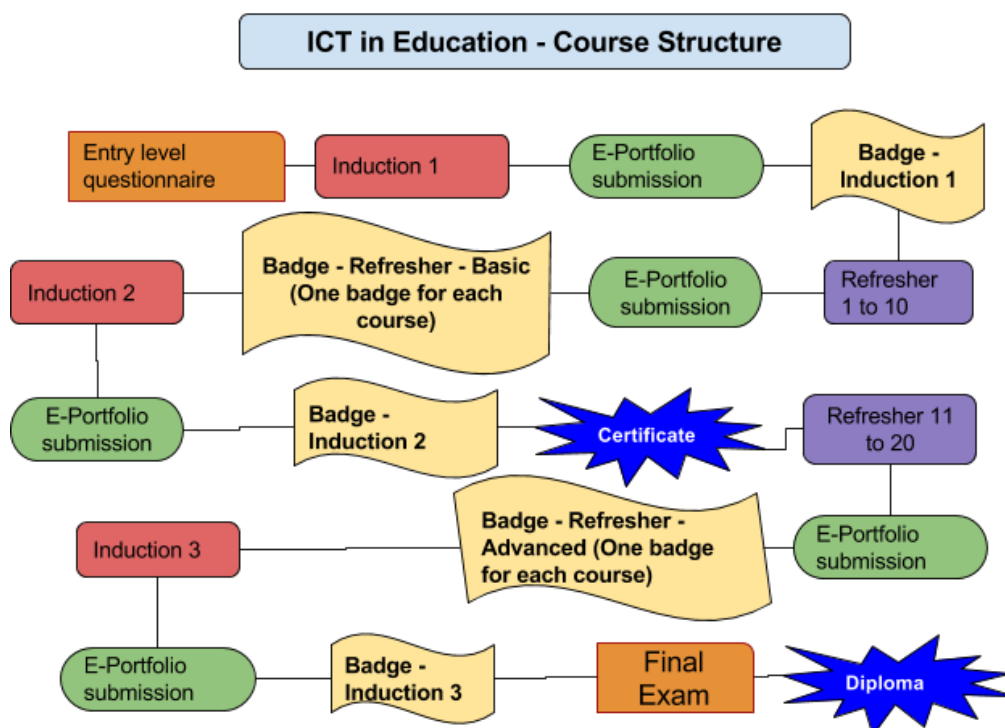 ICT in Education - Course Structure
Entry level
questionnaire
Induction 1
E-Portfolio
submission
Badge -
Induction 1
Induction 2
Badge - Refresher - Basic
(One badge for each
course)
E-Portfolio
submission
Refresher
1 to 10
E-Portfolio
submission
Badge -
Induction 2
Certificate
Refresher 11
to 20
Induction 3
Badge - Refresher -
Advanced (One badge
for each course)
E-Portfolio
submission
E-Portfolio
submission
Badge -
Induction 3
Final
Exam
Diploma